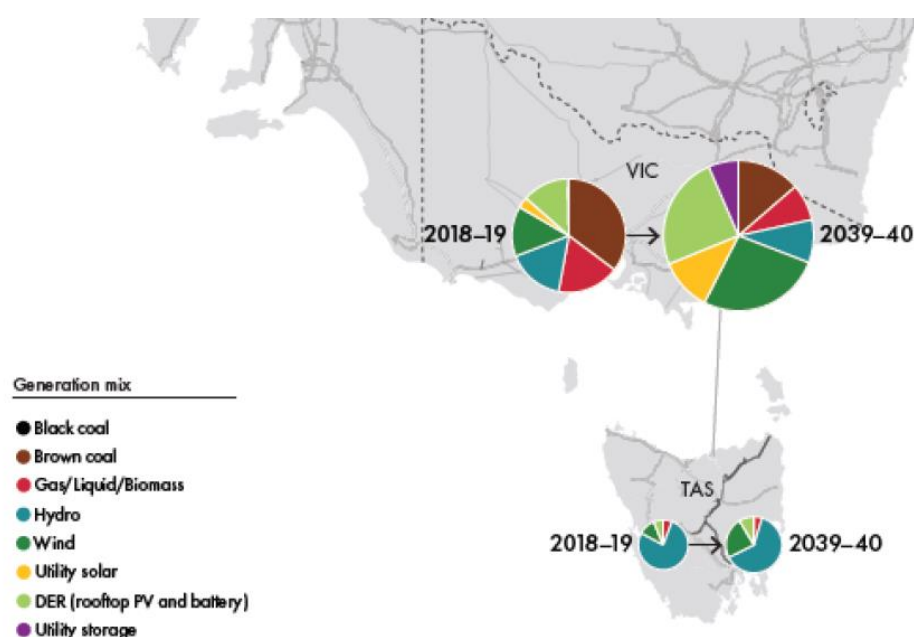 VIC
2018–19
2039–40
Generation mix
Black coal
Brown coal
Gas/Liquid/Biomass
Hydro
Wind
Utility solar
DER (rooftop PV and battery)
Utility storage
TAS
2018–19
2039–40